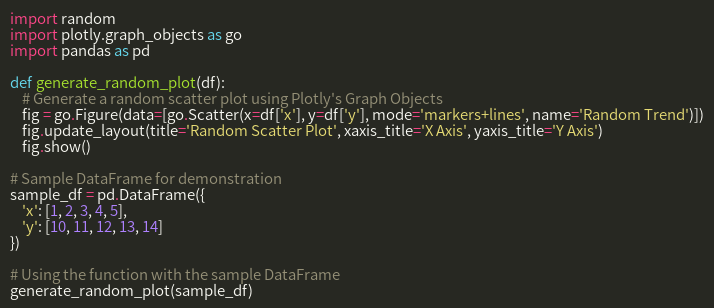 import random
import plotly.graph_objects as go
import pandas as pd

def generate_random_plot(df):
    # Generate a random scatter plot using Plotly's Graph Objects
    fig = go.Figure(data=[go.Scatter(x=df['x'], y=df['y'], mode='markers+lines', name='Random Trend')])
    fig.update_layout(title='Random Scatter Plot', xaxis_title='X Axis', yaxis_title='Y Axis')
    fig.show()

# Sample DataFrame for demonstration
sample_df = pd.DataFrame({
    'x': [1, 2, 3, 4, 5],
    'y': [10, 11, 12, 13, 14]
})

# Using the function with the sample DataFrame
generate_random_plot(sample_df)